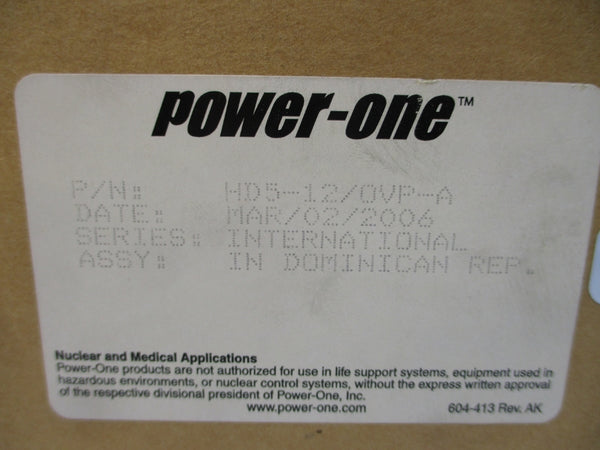 power-one™
P/N: HD5-12/OVP-A
DATE: MAR/02/2006
SERIES: INTERNATIONAL
ASSY: IN DOMINICAN REP.
Nuclear and Medical Applications
Power-One products are not authorized for use in life support systems, equipment used in
hazardous environments, or nuclear control systems, without the express written approval
of the respective divisional president of Power-One, Inc.
www.power-one.com
604-413 Rev. AK